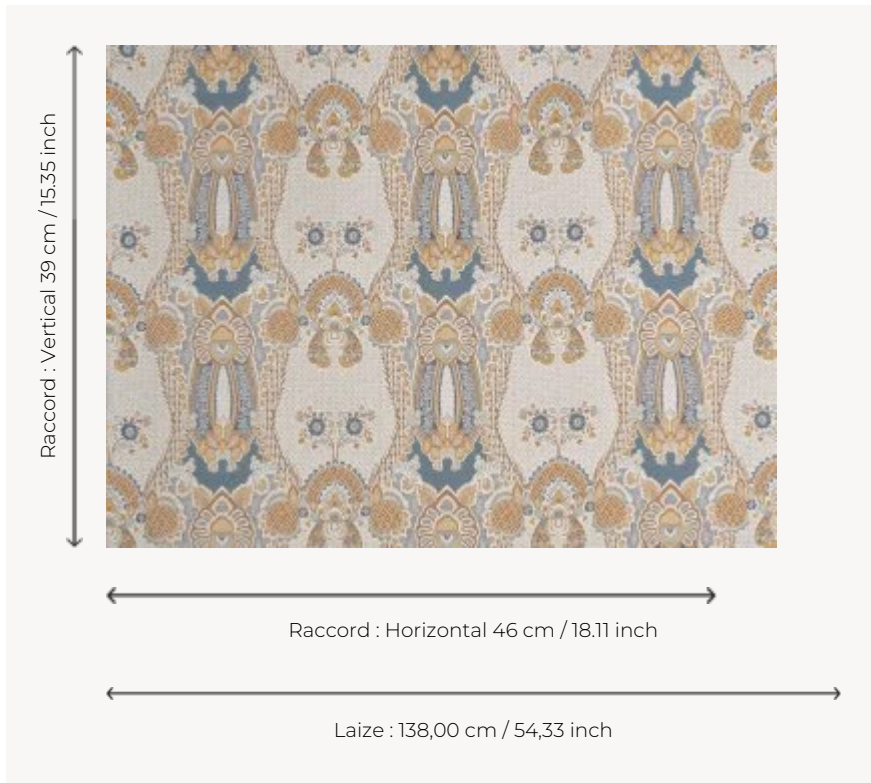 Raccord : Vertical 39 cm / 15.35 inch
Raccord : Horizontal 46 cm / 18.11 inch
Laize : 138,00 cm / 54,33 inch